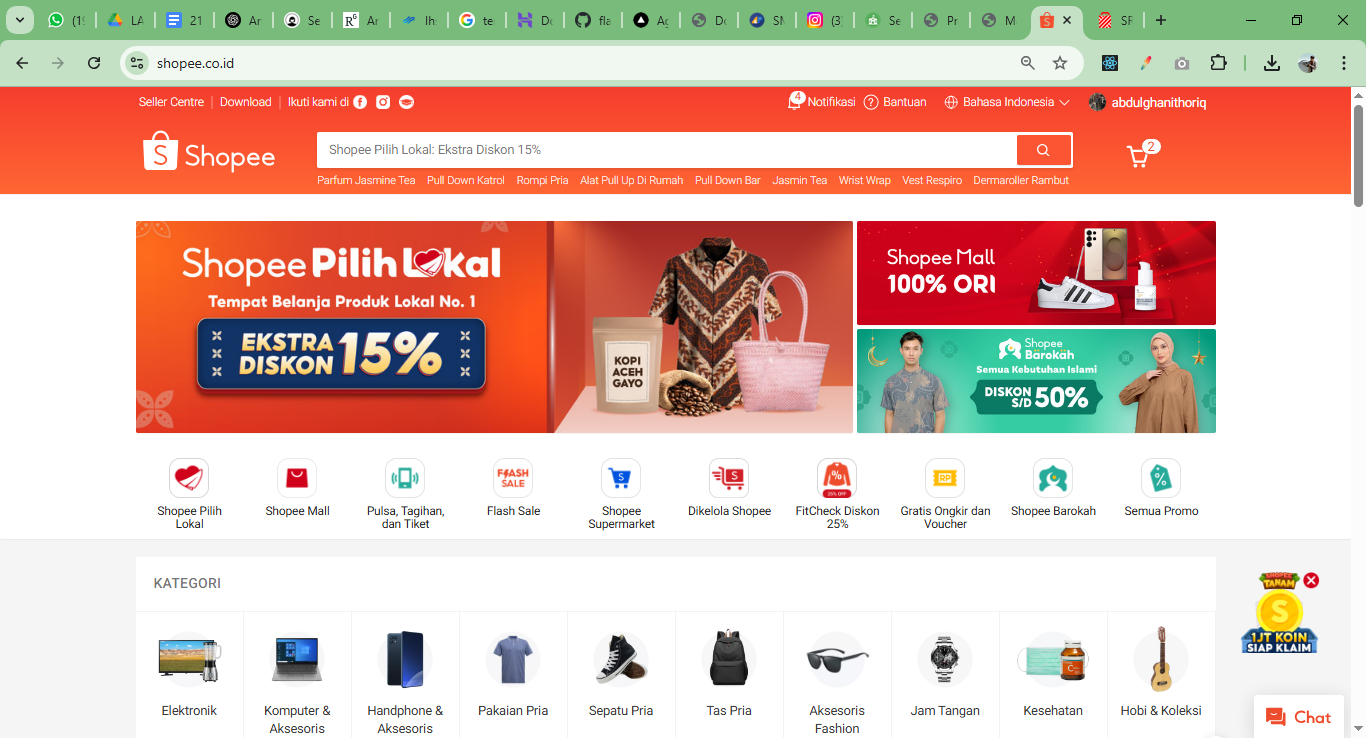 (19
LA
21
Ar
Se
Ar
Ihs
te
Do
fla
Ag
Do
SM
(3)
Se
Pr
M
SF
shopee.co.id
Seller Centre
Download
Ikuti kami di
4
Notifikasi
Bantuan
Bahasa Indonesia
abdulghanithoriq
Shopee
Shopee Pilih Lokal: Ekstra Diskon 15%
2
Parfum Jasmine Tea
Pull Down Katrol
Rompi Pria
Alat Pull Up Di Rumah
Pull Down Bar
Jasmin Tea
Wrist Wrap
Vest Respiro
Dermaroller Rambut
Shopee Pilih Lokal
Tempat Belanja Produk Lokal No. 1
EKSTRA
DISKON 15%
KOPI
ACEH
GAYO
Shopee Mall
100% ORI
Shopee
Barokah
Semua Kebutuhan Islami
DISKON
S/D 50%
FLASH
SALE
RP
25% OFF
Shopee Pilih
Lokal
Shopee Mall
Pulsa, Tagihan,
dan Tiket
Flash Sale
Shopee
Supermarket
Dikelola Shopee
FitCheck Diskon
25%
Gratis Ongkir dan
Voucher
Shopee Barokah
Semua Promo
KATEGORI
SHOPEE
TANAM
1JT KOIN
SIAP KLAIM
Elektronik
Komputer &
Aksesoris
Handphone &
Aksesoris
Pakaian Pria
Sepatu Pria
Tas Pria
Aksesoris
Fashion
Jam Tangan
Kesehatan
Hobi & Koleksi
Chat